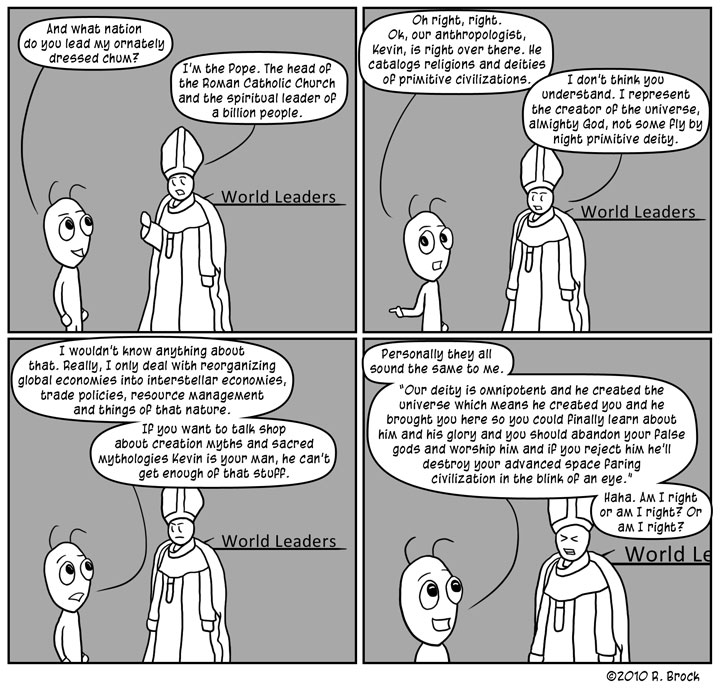 And what nation
do you lead my ornately
dressed chum?
I'm the Pope. The head of
the Roman Catholic Church
and the spiritual leader of
a billion people.
World Leaders
Oh right, right.
Ok, our anthropologist,
Kevin, is right over there. He
catalogs religions and deities
of primitive civilizations.
I don't think you
understand. I represent
the creator of the universe,
almighty God, not some fly by
night primitive deity.
World Leaders
I wouldn't know anything about
that. Really, I only deal with reorganizing
global economies into interstellar economies,
trade policies, resource management
and things of that nature.
If you want to talk shop
about creation myths and sacred
mythologies Kevin is your man, he can't
get enough of that stuff.
World Leaders
Personally they all
sound the same to me.
"Our deity is omnipotent and he created the
universe which means he created you and he
brought you here so you could finally learn about
him and his glory and you should abandon your false
gods and worship him and if you reject him he'll
destroy your advanced space faring
civilization in the blink of an eye."
Haha. Am I right
or am I right? Or
am I right?
World Le
©2010 R. Brock